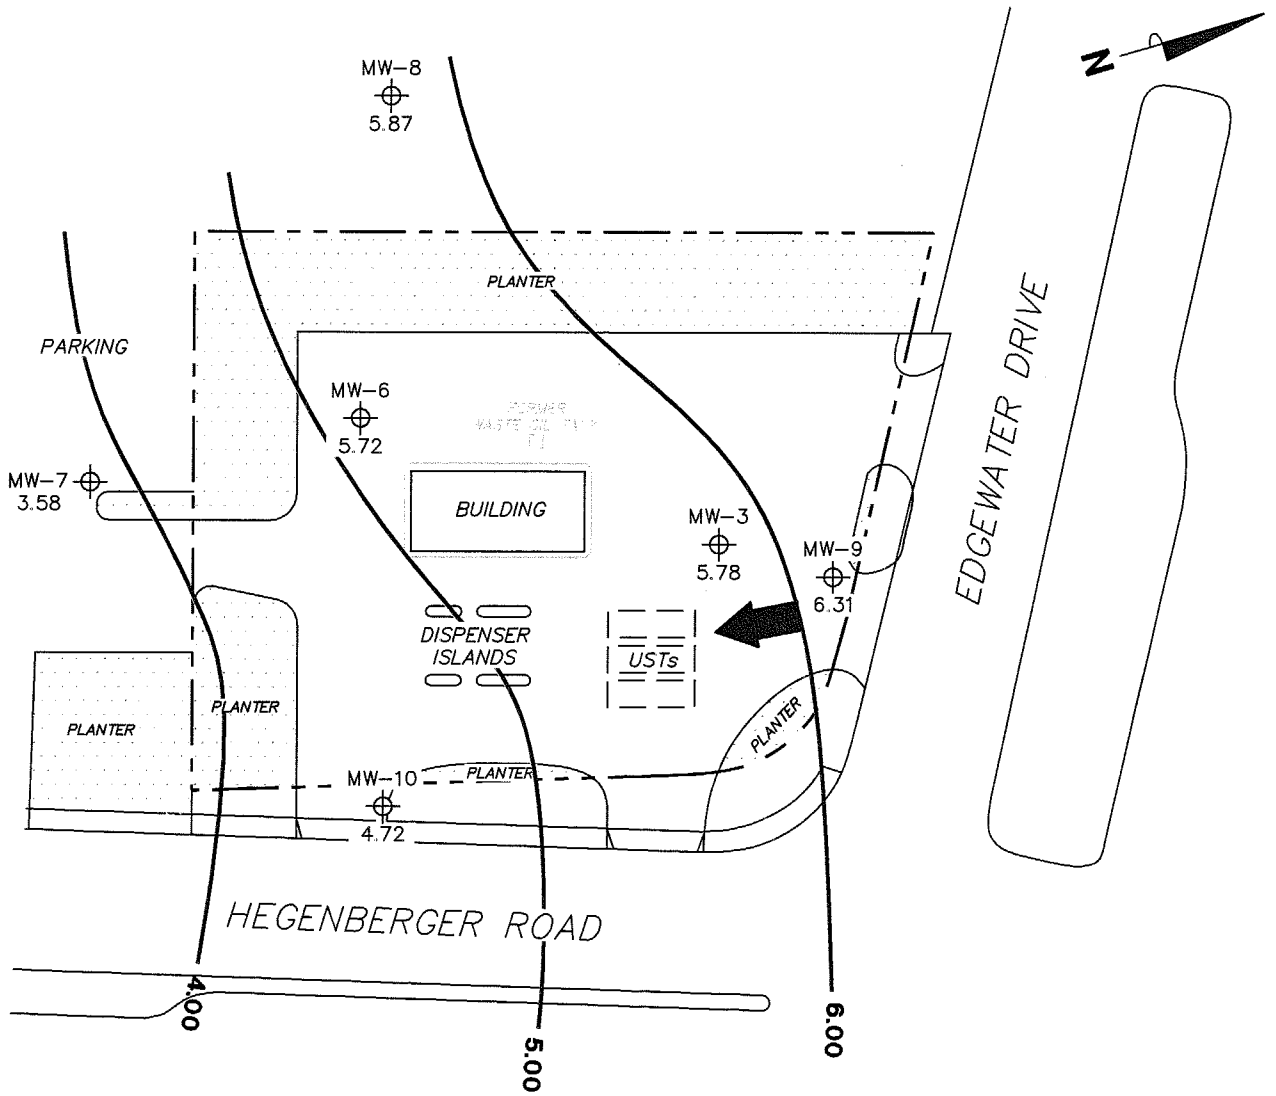 MW-8
5.87
N
PLANTER
PARKING
MW-6
5.72
MW-7
3.58
BUILDING
MW-3
5.78
MW-9
6.31
EDGEWATER DRIVE
DISPENSER
ISLANDS
USTs
PLANTER
PLANTER
PLANTER
PLANTER
MW-10
4.72
HEGENBERGER ROAD
4.00
5.00
6.00